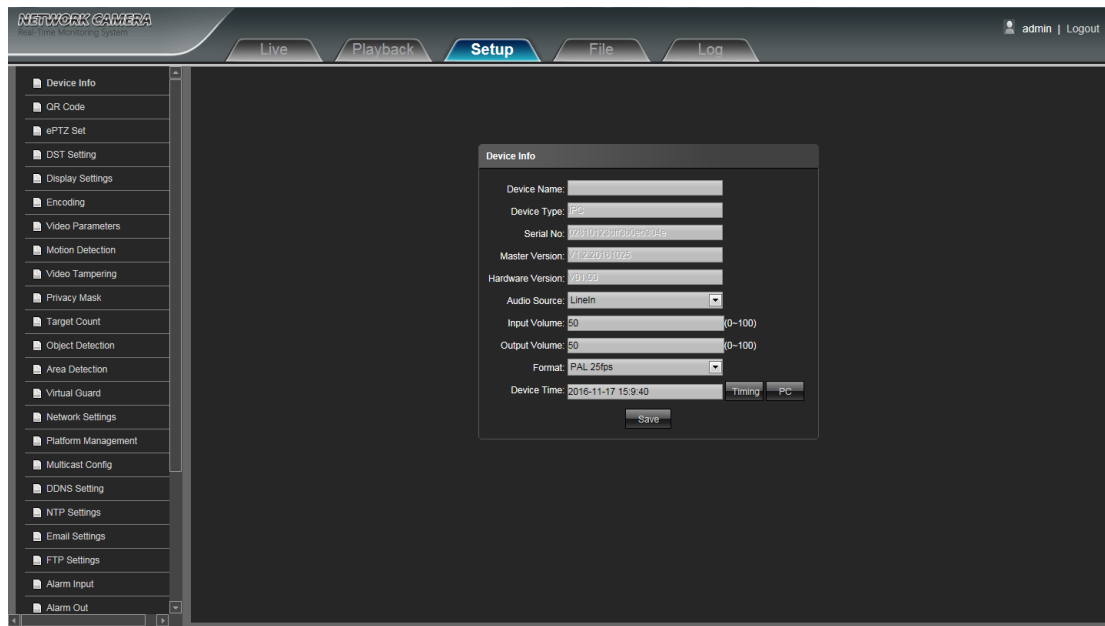 NETWORK CAMERA
Real-Time Monitoring System
admin | Logout
Live
Playback
Setup
File
Log
Device Info
QR Code
ePTZ Set
DST Setting
Display Settings
Encoding
Video Parameters
Motion Detection
Video Tampering
Privacy Mask
Target Count
Object Detection
Area Detection
Virtual Guard
Network Settings
Platform Management
Multicast Config
DDNS Setting
NTP Settings
Email Settings
FTP Settings
Alarm Input
Alarm Out
Device Info
Device Name:
Device Type: IPC
Serial No:
Master Version: V1.2.20161025
Hardware Version: V01.00
Audio Source: LineIn
Input Volume: 50 (0~100)
Output Volume: 50 (0~100)
Format: PAL 25fps
Device Time: 2016-11-17 15:9:40 Timing PC
Save